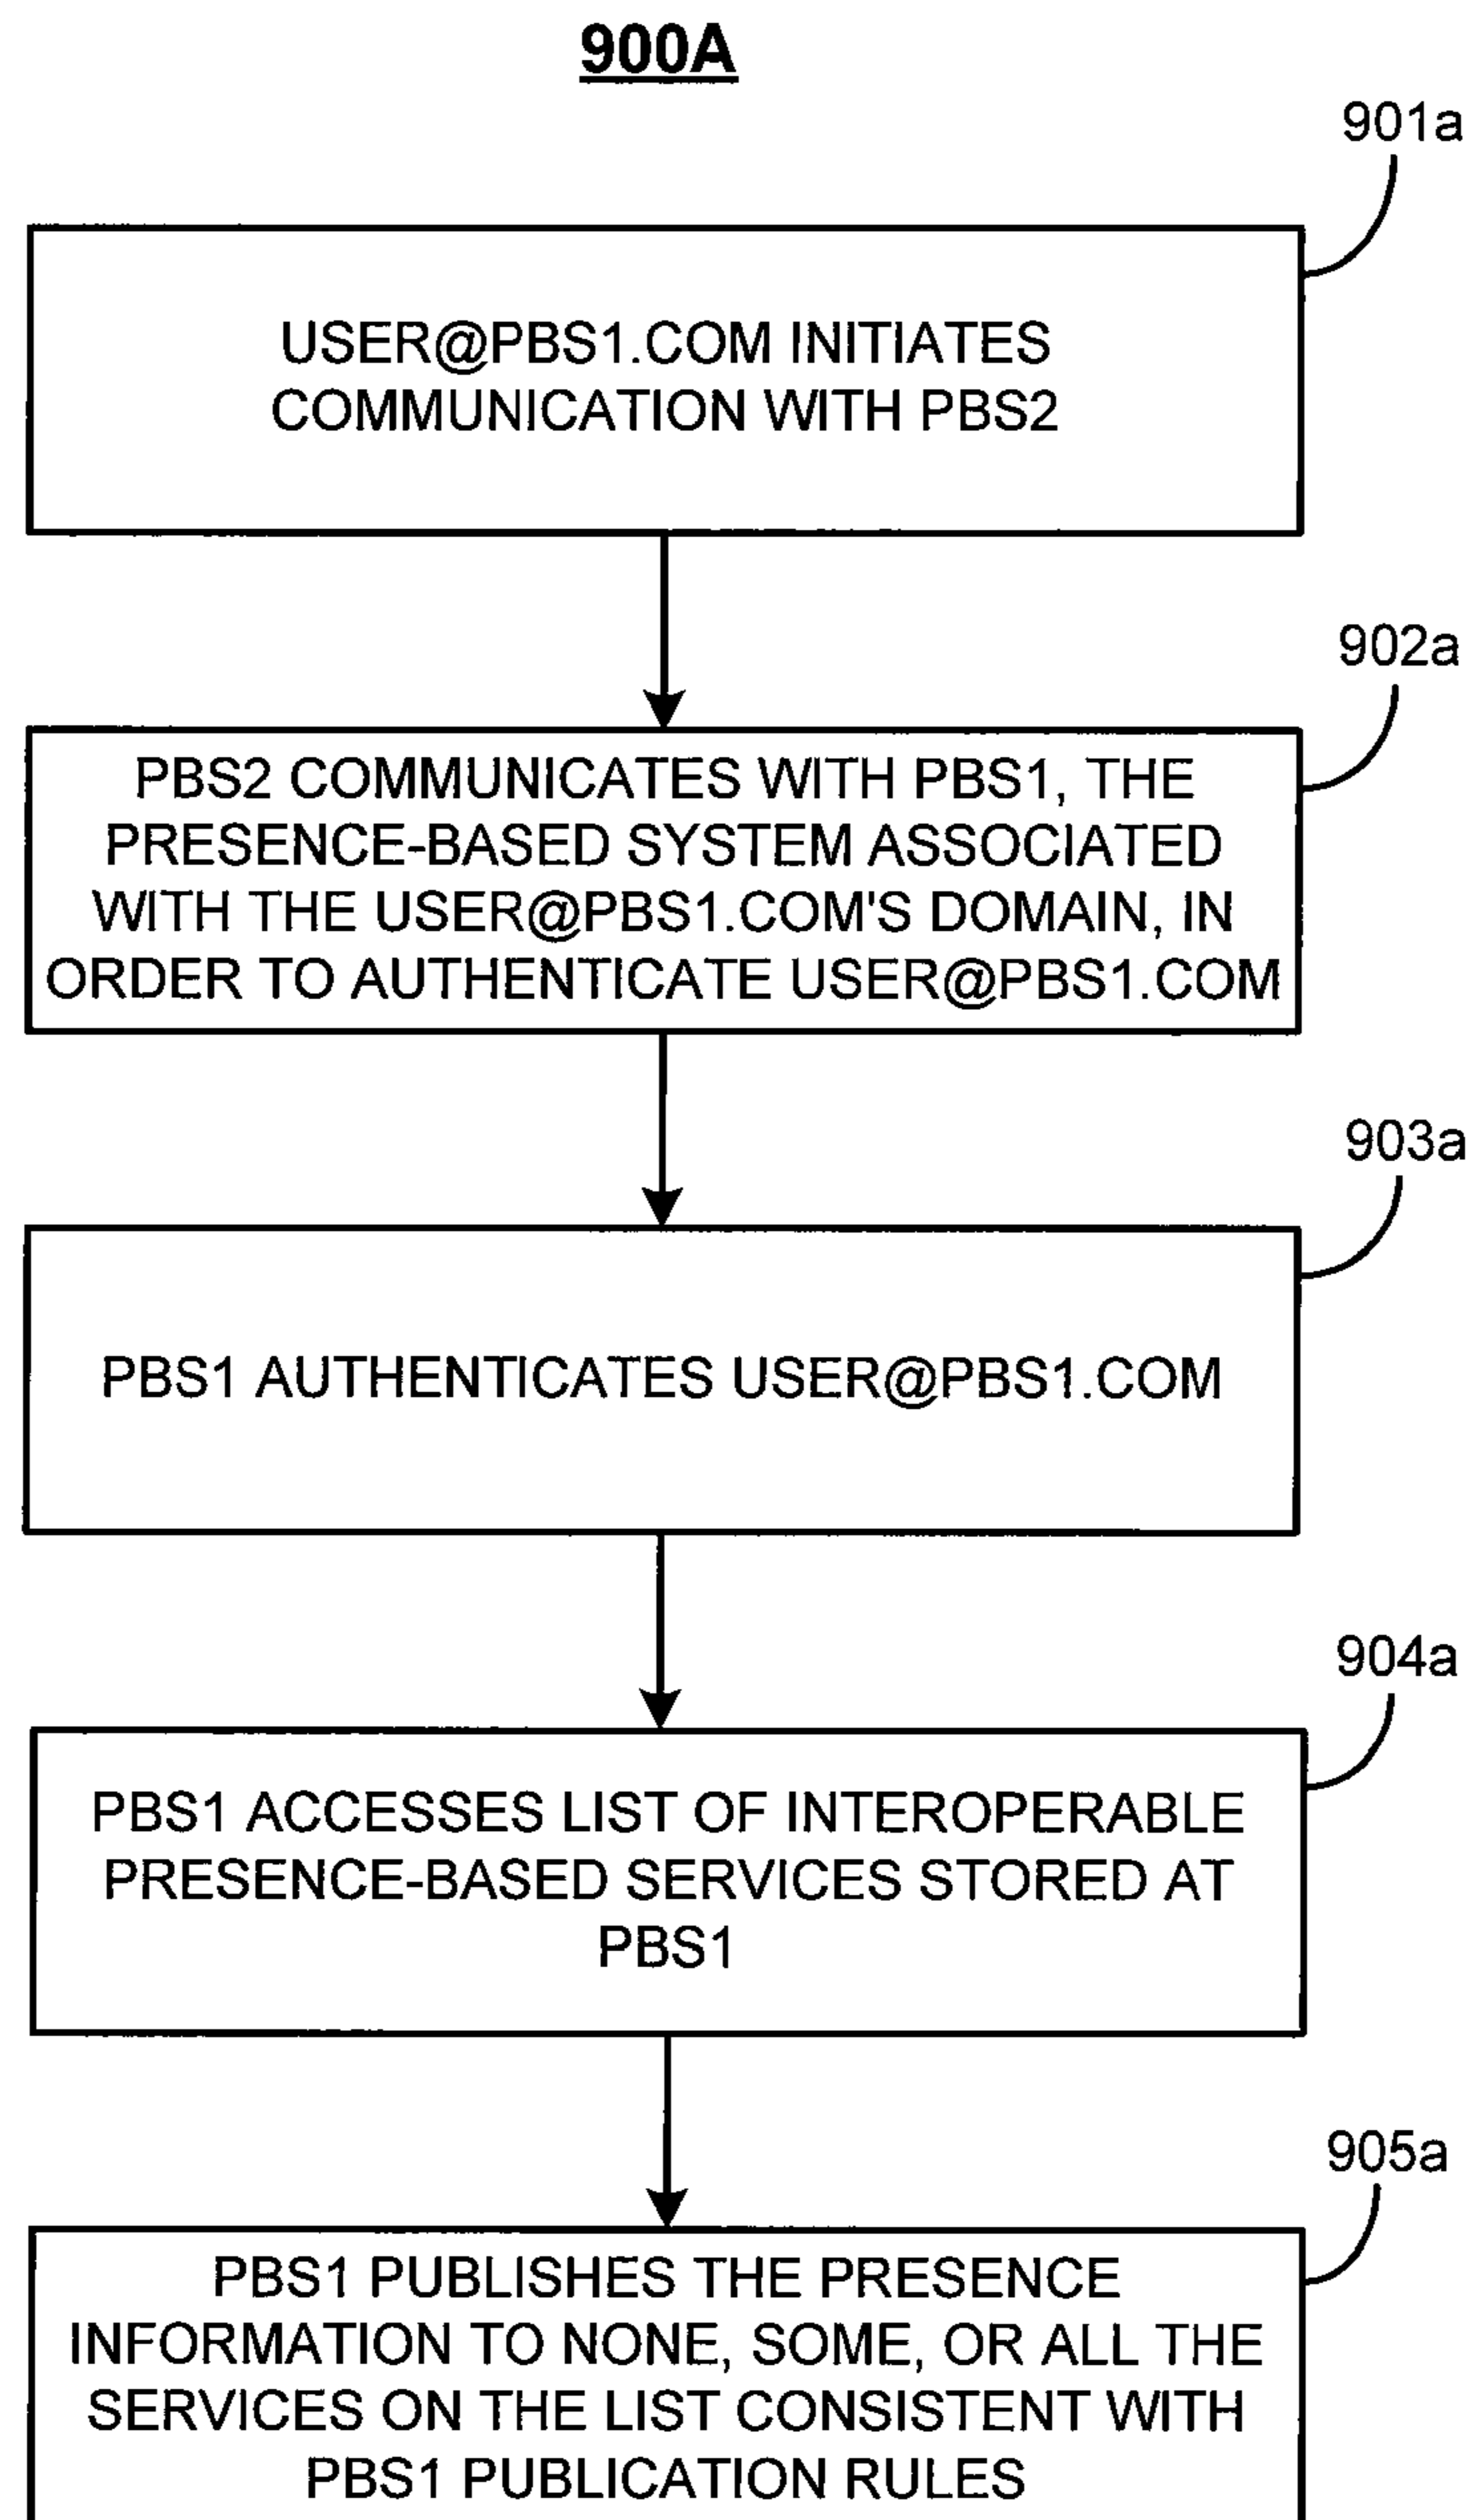 900A
901a
USER@PBS1.COM INITIATES
COMMUNICATION WITH PBS2
902a
PBS2 COMMUNICATES WITH PBS1, THE
PRESENCE-BASED SYSTEM ASSOCIATED
WITH THE USER@PBS1.COM'S DOMAIN, IN
ORDER TO AUTHENTICATE USER@PBS1.COM
903a
PBS1 AUTHENTICATES USER@PBS1.COM
904a
PBS1 ACCESSES LIST OF INTEROPERABLE
PRESENCE-BASED SERVICES STORED AT
PBS1
905a
PBS1 PUBLISHES THE PRESENCE
INFORMATION TO NONE, SOME, OR ALL THE
SERVICES ON THE LIST CONSISTENT WITH
PBS1 PUBLICATION RULES